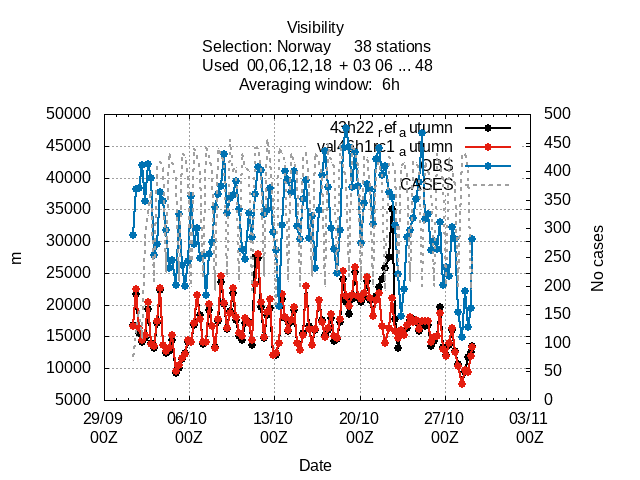 Visibility
Selection: Norway 38 stations
Used 00,06,12,18 + 03 06 ... 48
Averaging window: 6h
50000
45000
40000
35000
30000
25000
20000
15000
10000
5000
m
500
450
400
350
300
250
200
150
100
50
0
No cases
43h22 ref a utumn
OBS
CASES
29/09 00Z
06/10 00Z
13/10 00Z
20/10 00Z
27/10 00Z
03/11 00Z
Date